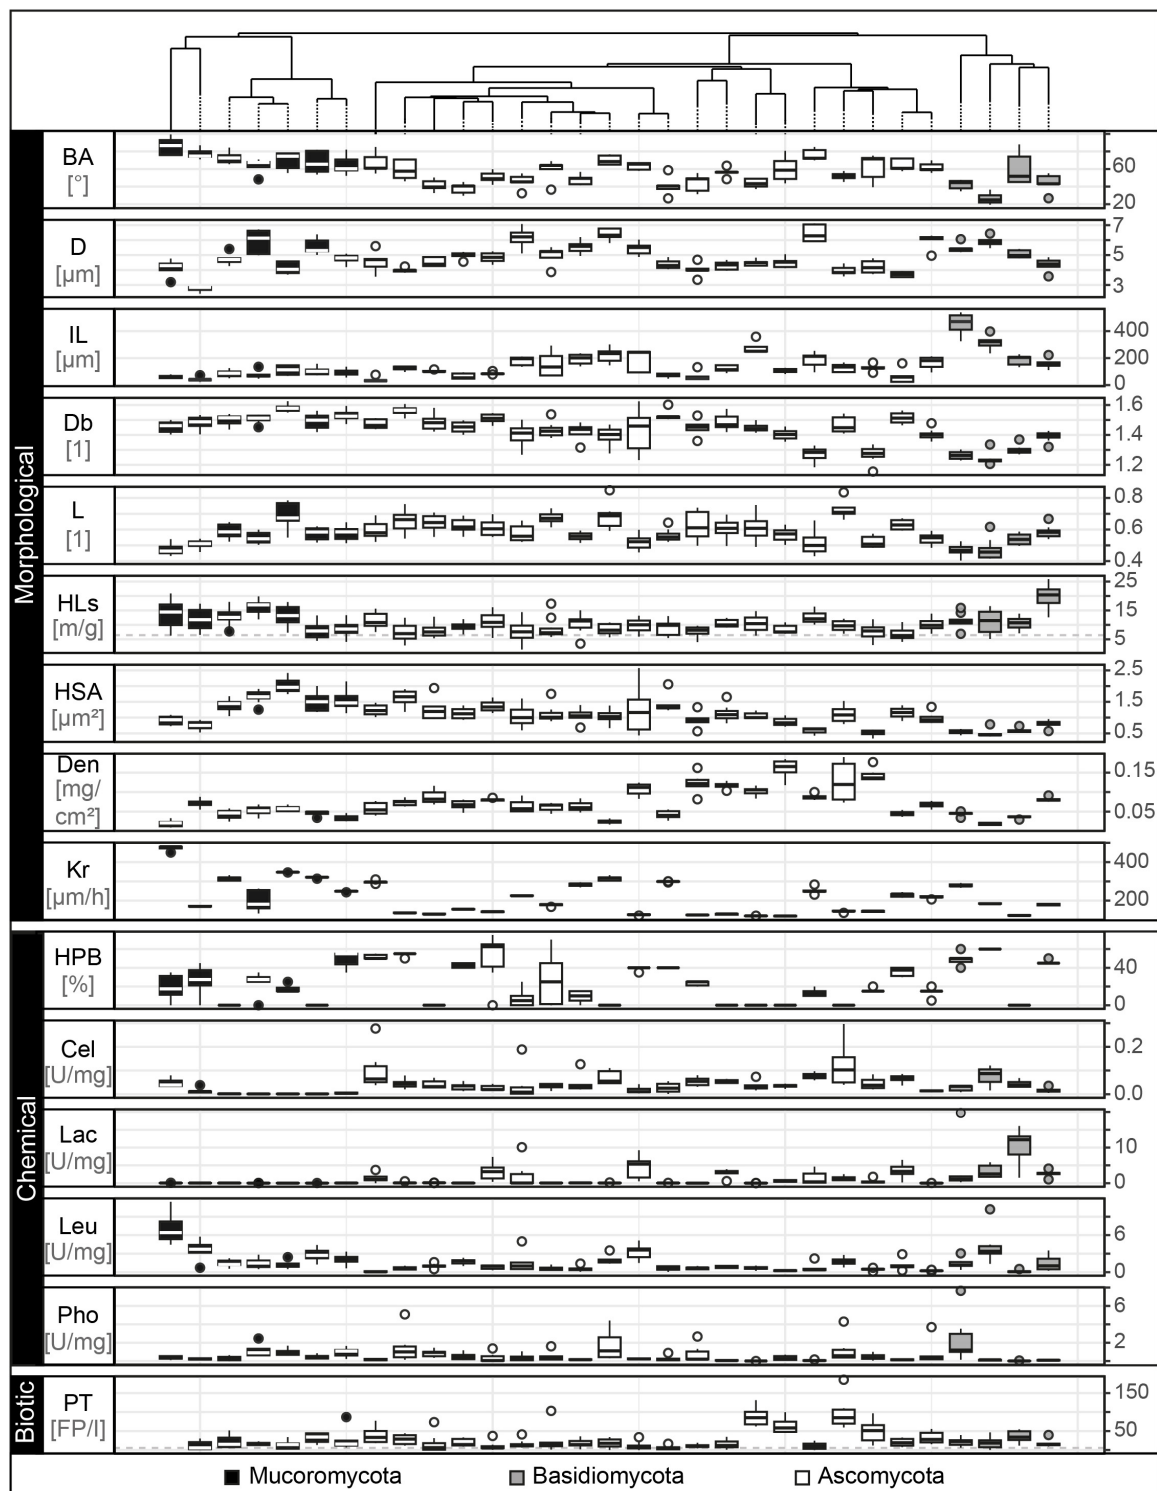 Morphological
BA
[°]
60
20
D
[µm]
7
5
3
IL
[µm]
400
200
0
Db
[1]
1.6
1.4
1.2
L
[1]
0.8
0.6
0.4
HLs
[m/g]
25
15
5
HSA
[µm²]
2.5
1.5
0.5
Den
[mg/
cm²]
0.15
0.05
Kr
[µm/h]
400
200
Chemical
HPB
[%]
40
0
Cel
[U/mg]
0.2
0.0
Lac
[U/mg]
10
0
Leu
[U/mg]
6
0
Pho
[U/mg]
6
2
Biotic
PT
[FP/l]
150
50
Mucoromycota Basidiomycota Ascomycota